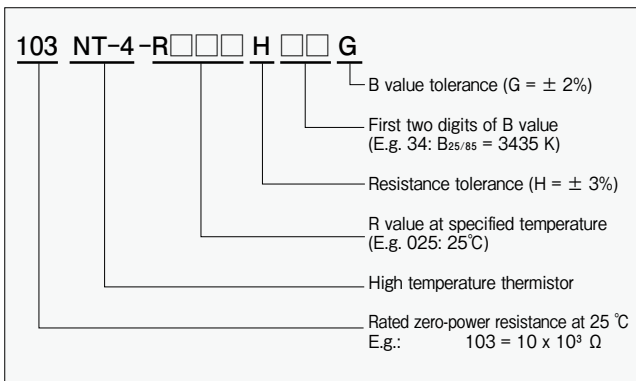 103 NT-4-R□□□ H □□ G
B value tolerance (G = ± 2%)
First two digits of B value
(E.g. 34: B25/85 = 3435 K)
Resistance tolerance (H = ± 3%)
R value at specified temperature
(E.g. 025: 25℃)
High temperature thermistor
Rated zero-power resistance at 25 ℃
E.g.: 103 = 10 x 10³ Ω